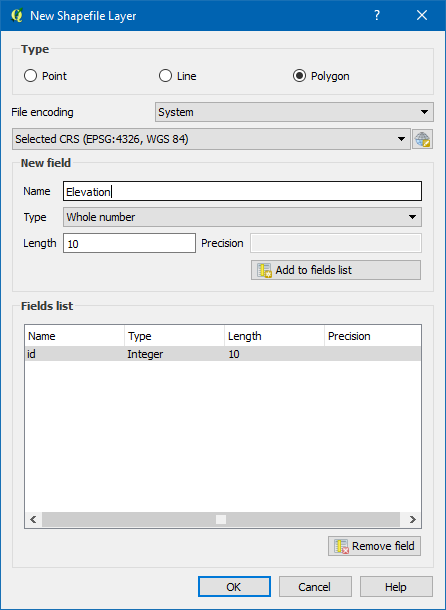 New Shapefile Layer
Type
Point Line Polygon
File encoding System
Selected CRS (EPSG:4326, WGS 84)
New field
Name Elevation
Type Whole number
Length 10 Precision
Add to fields list
Fields list
Name Type Length Precision
id Integer 10
Remove field
OK Cancel Help